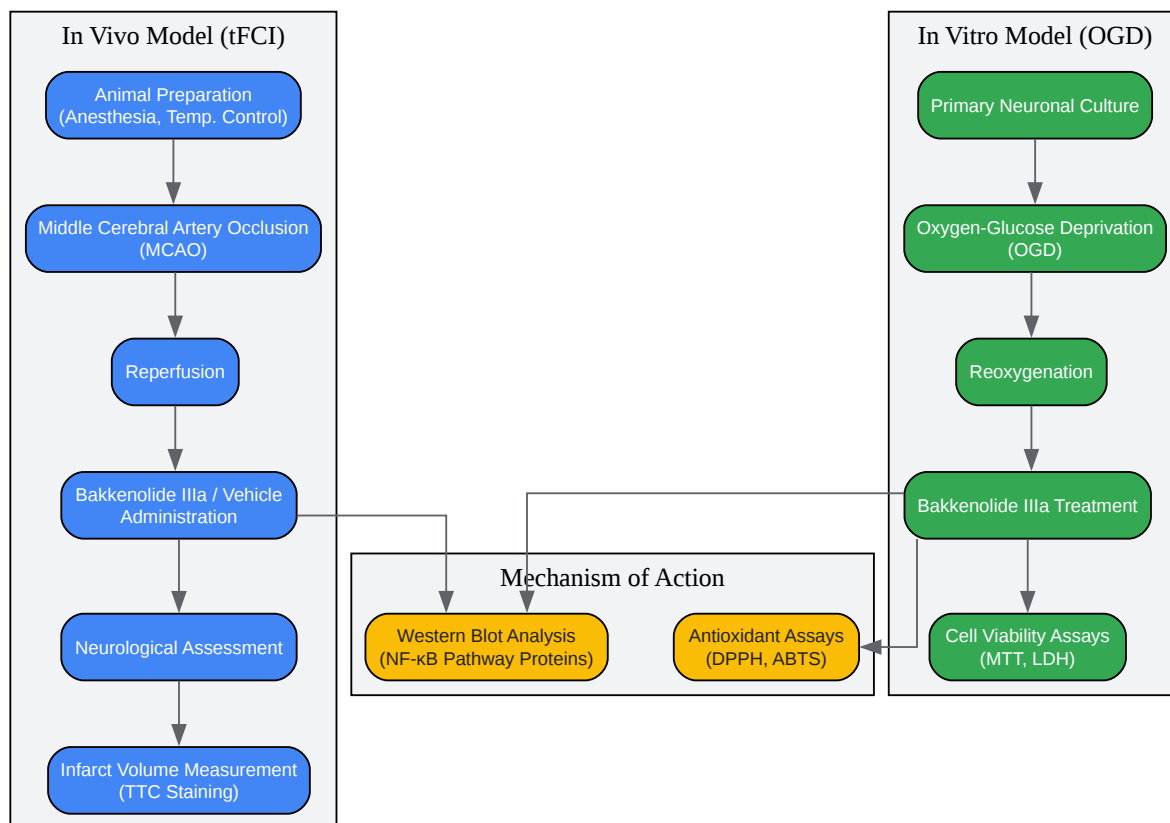 In Vivo Model (tFCI)
Animal Preparation
(Anesthesia, Temp. Control)
Middle Cerebral Artery Occlusion
(MCAO)
Reperfusion
Bakkenolide IIIa / Vehicle
Administration
Neurological Assessment
Infarct Volume Measurement
(TTC Staining)
Mechanism of Action
Western Blot Analysis
(NF-κB Pathway Proteins)
Antioxidant Assays
(DPPH, ABTS)
In Vitro Model (OGD)
Primary Neuronal Culture
Oxygen-Glucose Deprivation
(OGD)
Reoxygenation
Bakkenolide IIIa Treatment
Cell Viability Assays
(MTT, LDH)